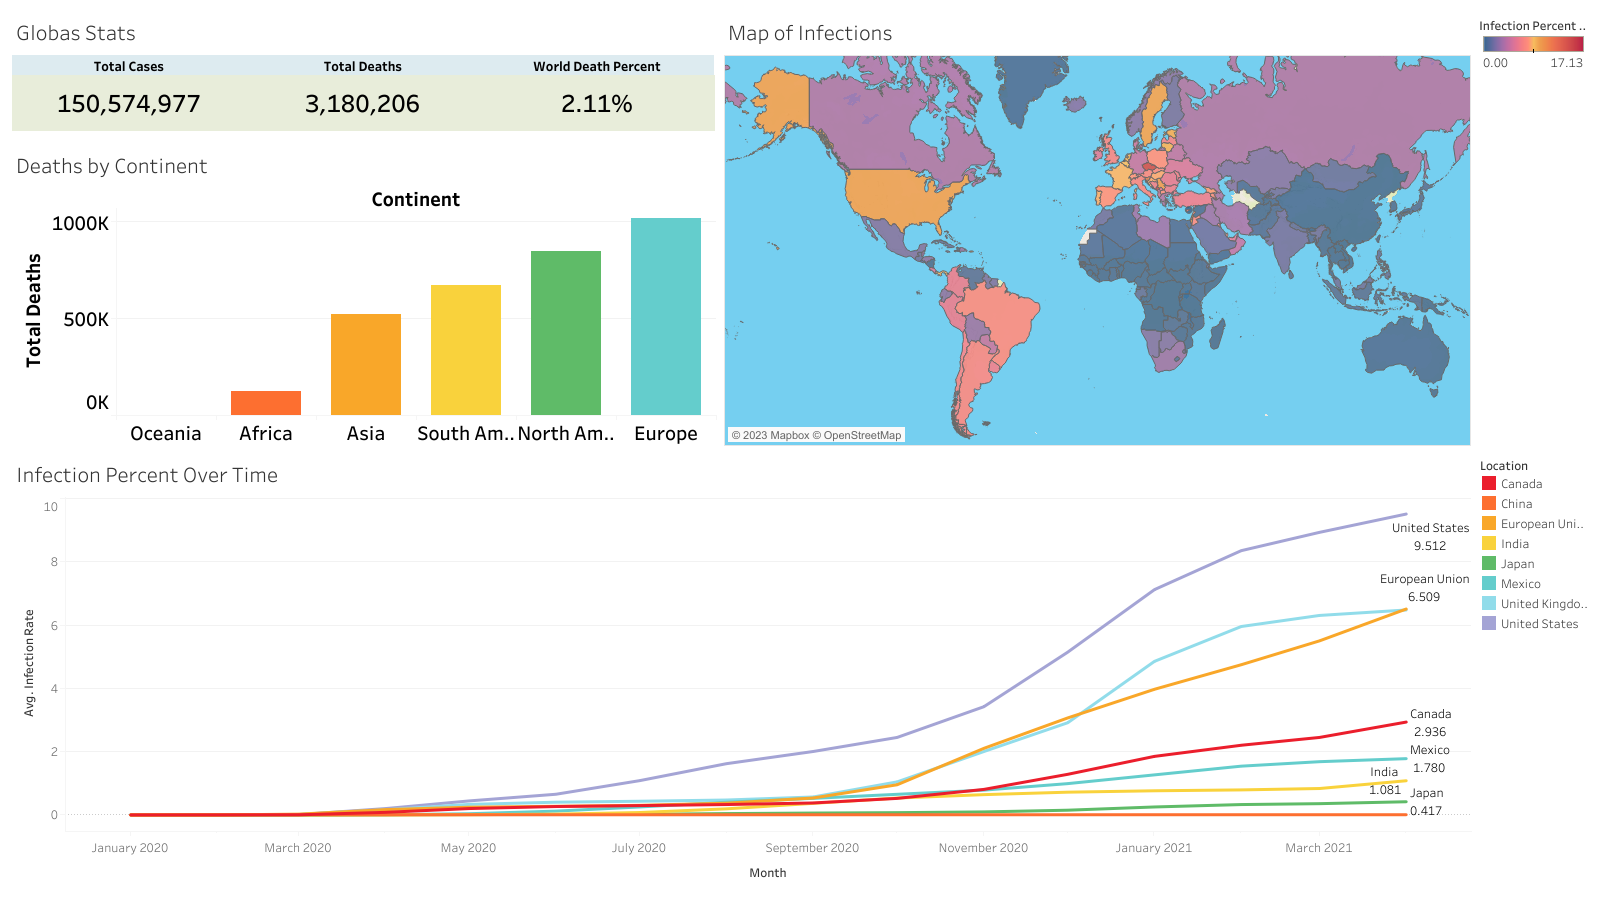 Globas Stats
Total Cases
Total Deaths
World Death Percent
150,574,977
3,180,206
2.11%
Deaths by Continent
Continent
Total Deaths
1000K
500K
0K
Oceania
Africa
Asia
South Am..
North Am..
Europe
Map of Infections
© 2023 Mapbox © OpenStreetMap
Infection Percent ..
0.00
17.13
Infection Percent Over Time
Avg. Infection Rate
10
8
6
4
2
0
United States
9.512
European Union
6.509
Canada
2.936
Mexico
1.780
India
1.081
Japan
0.417
January 2020
March 2020
May 2020
July 2020
September 2020
November 2020
January 2021
March 2021
Month
Location
Canada
China
European Uni..
India
Japan
Mexico
United Kingdo..
United States